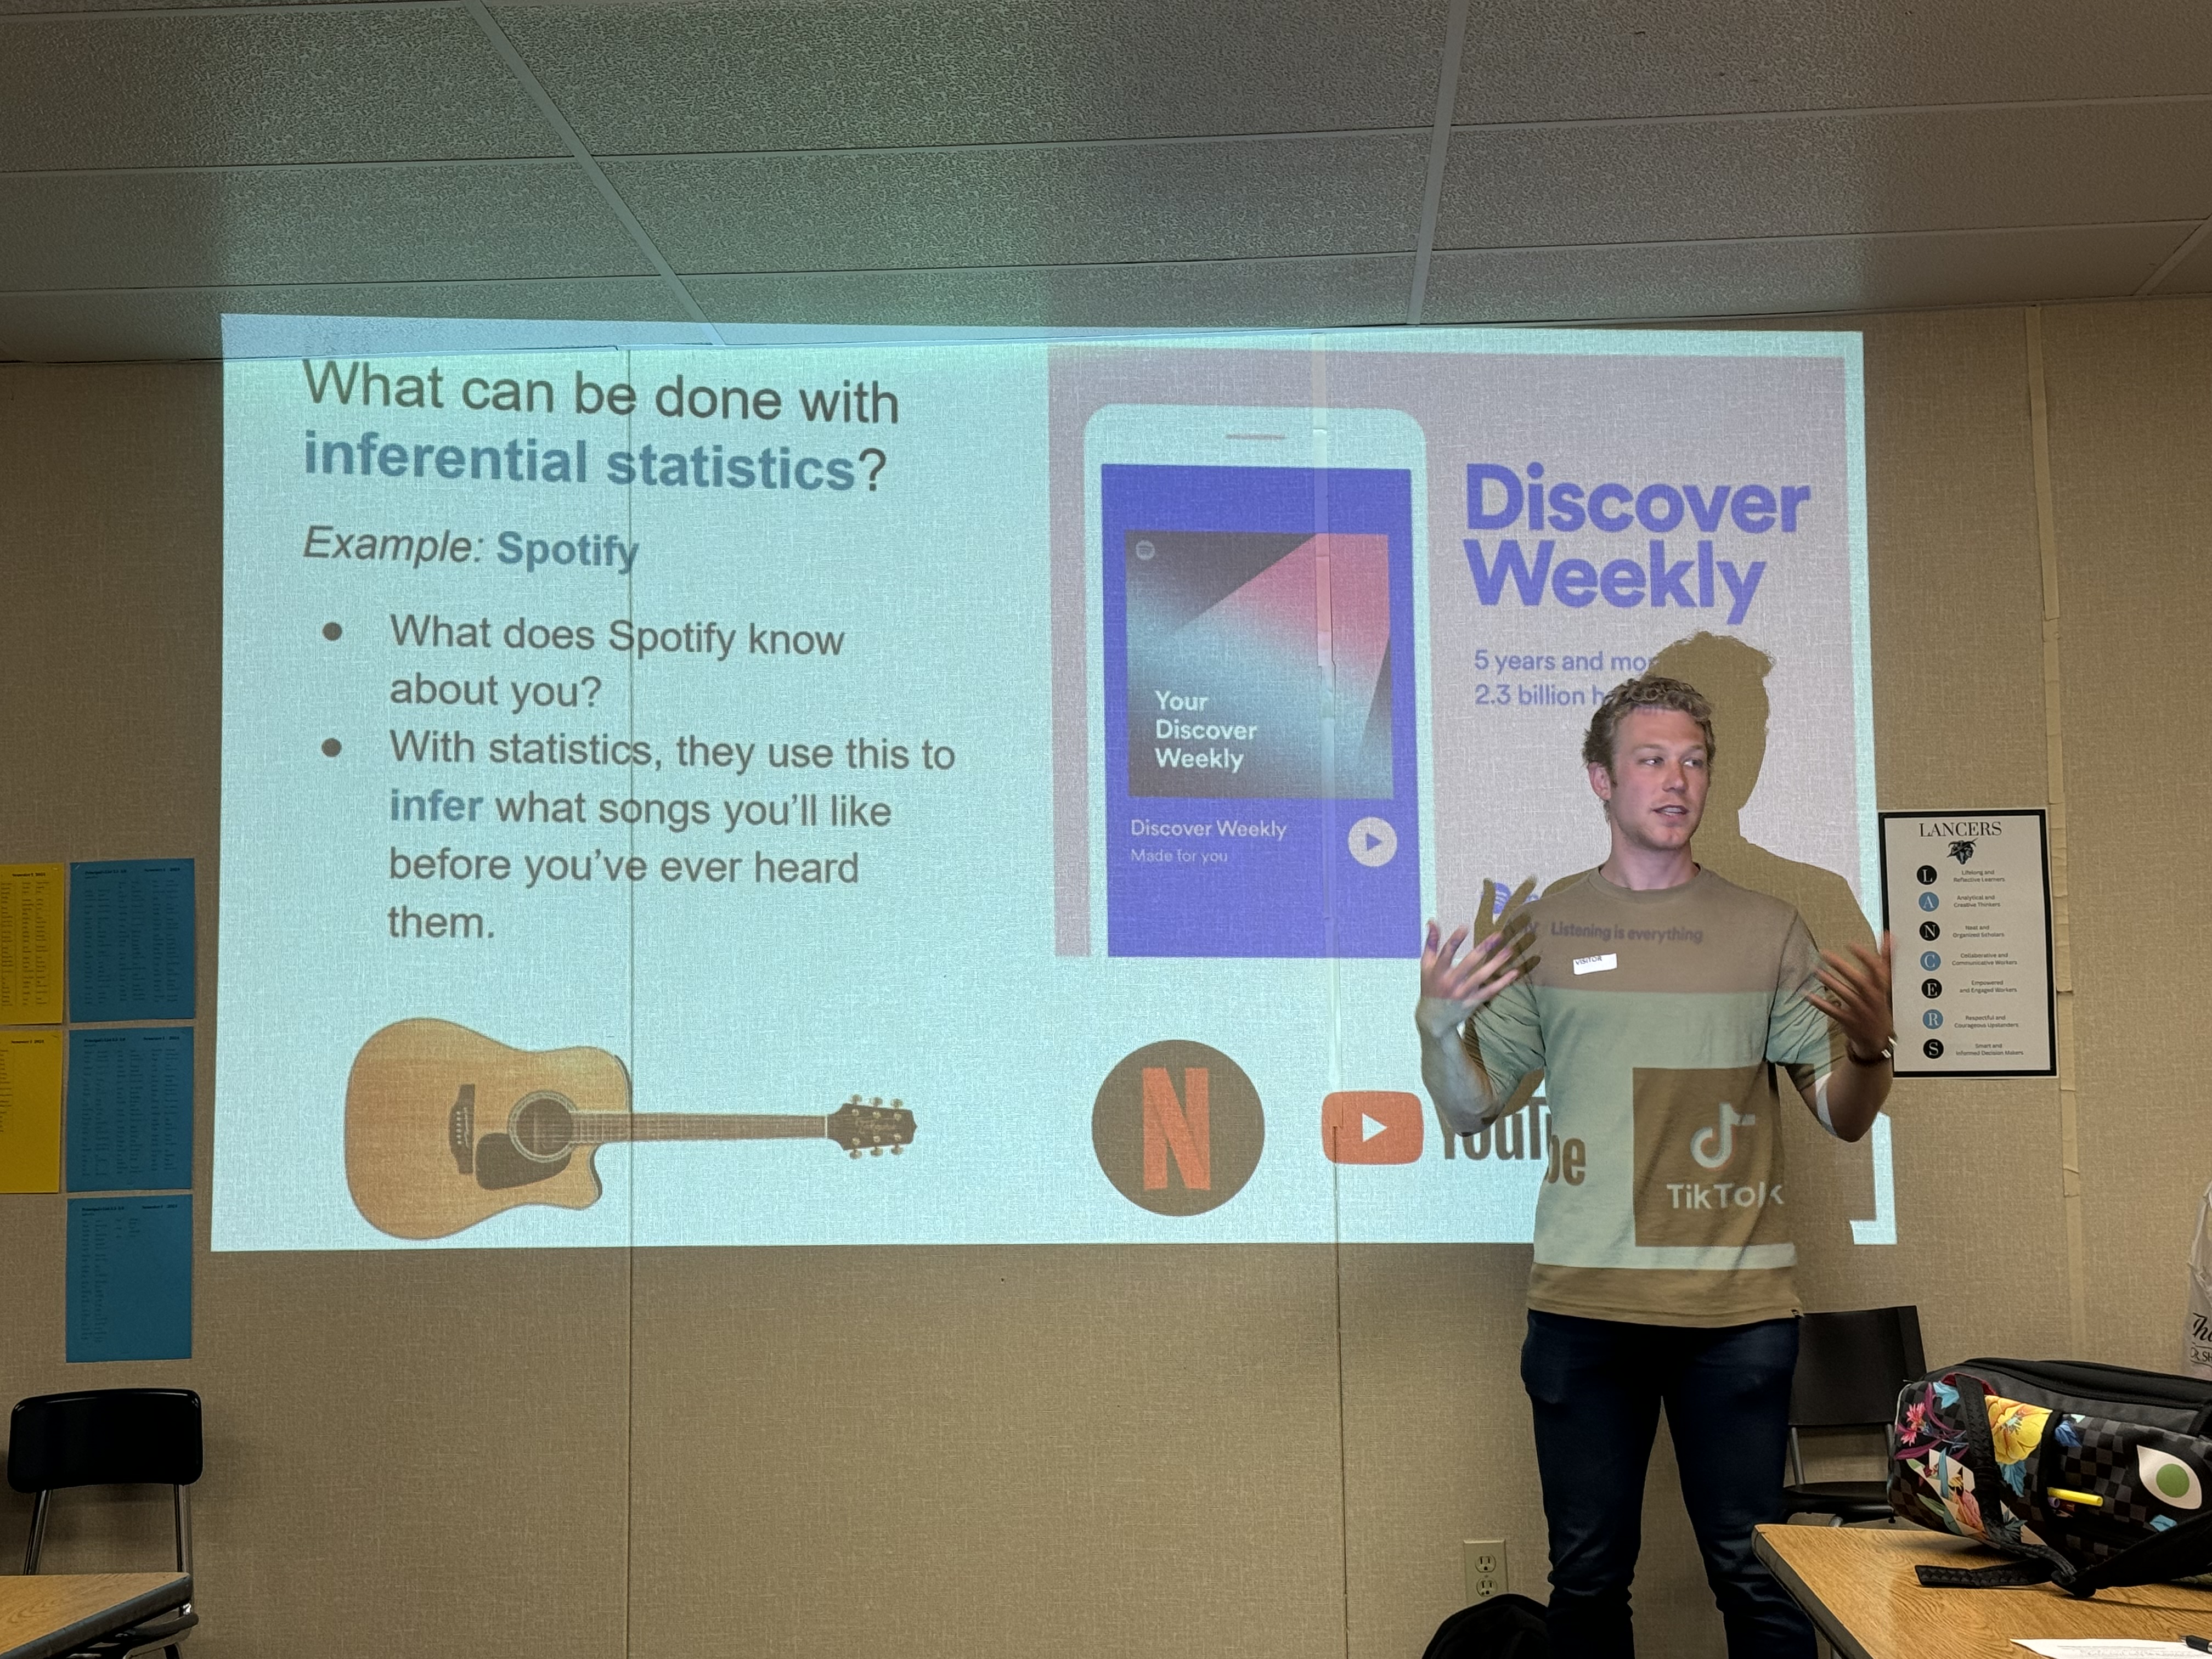 What can be done with
inferential statistics?
Example: Spotify
● What does Spotify know
about you?
● With statistics, they use this to
infer what songs you'll like
before you've ever heard
them.
Discover
Weekly
5 years and
2.3 billion
Your
Discover
Weekly
Discover Weekly
Made for you
Listening is everything
VISITOR
N
YouTube
TikTok
LANCERS
L Lifelong and
Reflective Learners
A Analytical and
Creative Thinkers
N Neat and
Organized Scholars
C Collaborative and
Communicative Workers
E Empowered
and Engaged Workers
R Respectful and
Courageous Upstanders
S Smart and
Informed Decision Makers